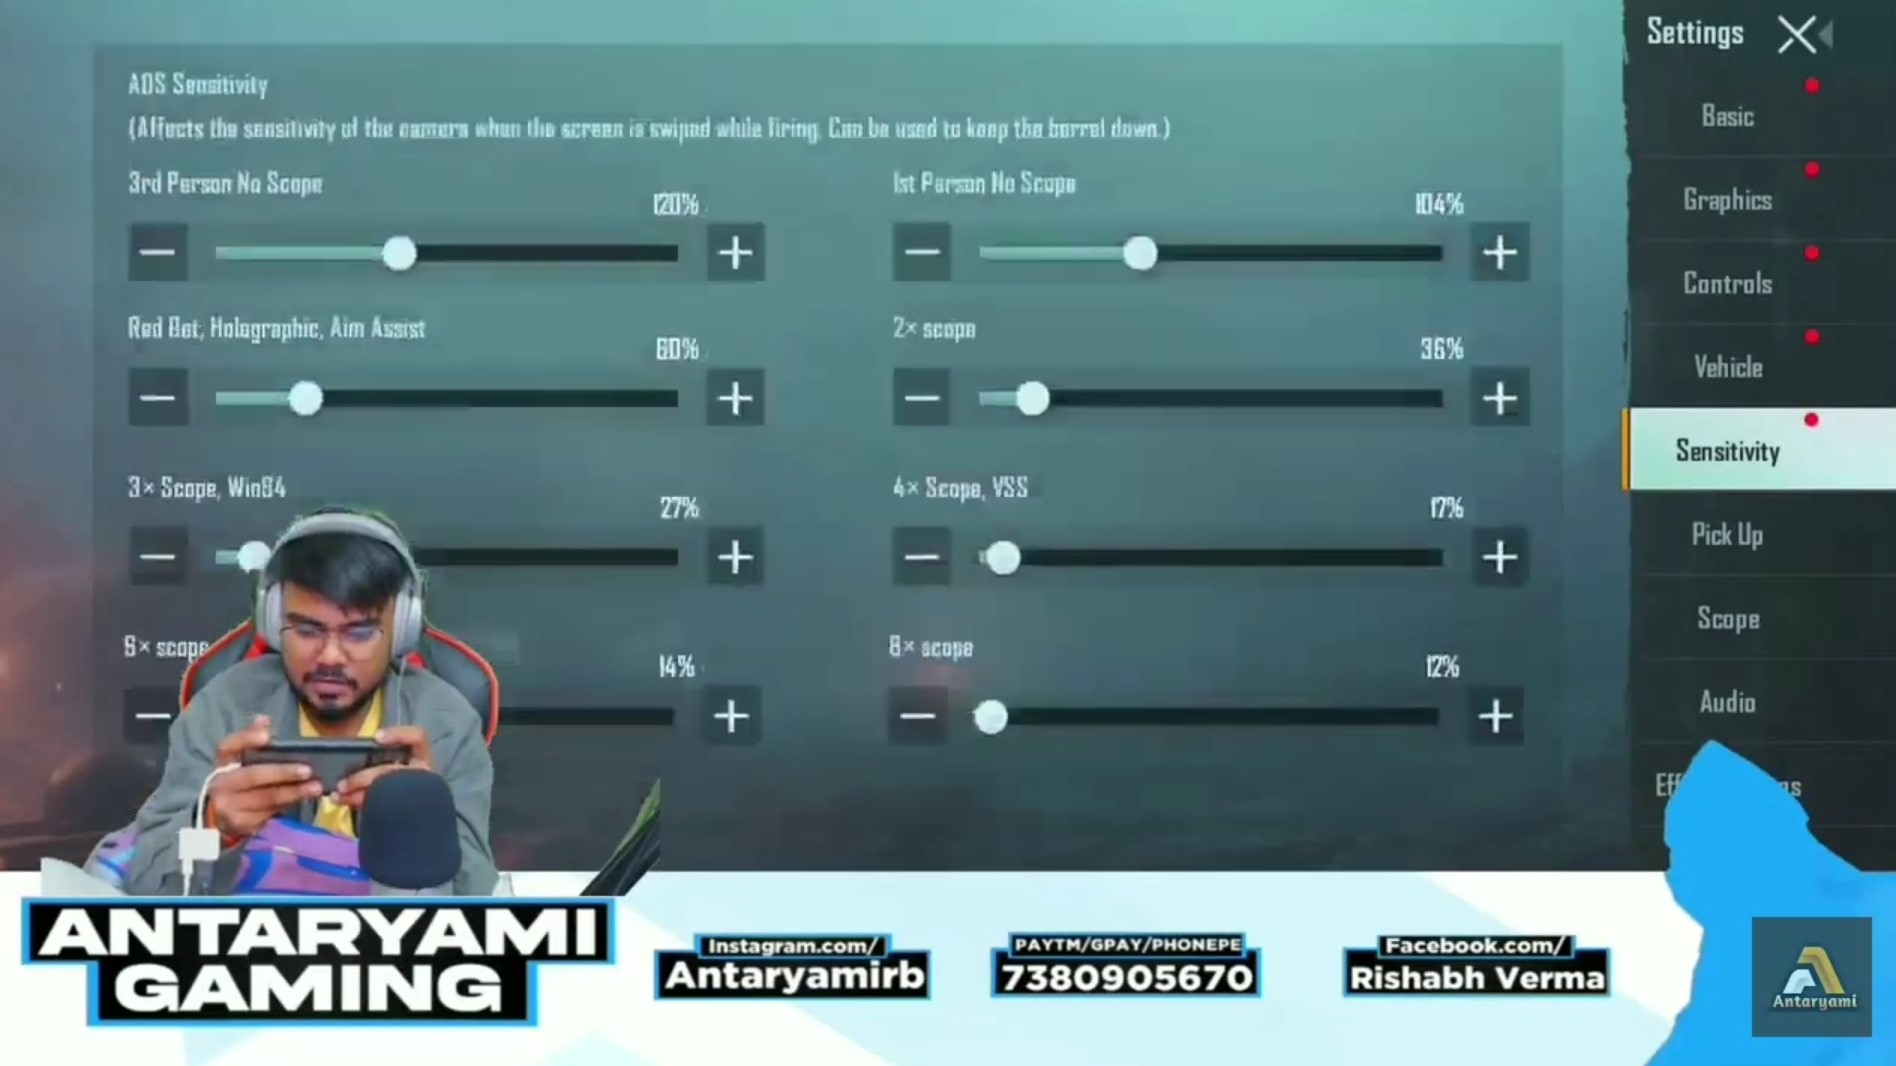 Settings
ADS Sensitivity
(Affects the sensitivity of the camera when the screen is swiped while firing. Can be used to keep the barrel down.)
3rd Person No Scope
120%
1st Person No Scope
104%
Red Dot, Holographic, Aim Assist
60%
2× scope
36%
3× Scope, Win94
27%
4× Scope, VSS
17%
6× scope
14%
8× scope
12%
Basic
Graphics
Controls
Vehicle
Sensitivity
Pick Up
Scope
Audio
ANTARYAMI
GAMING
Instagram.com/
Antaryamirb
PAYTM/GPAY/PHONEPE
7380905670
Facebook.com/
Rishabh Verma
Antaryami